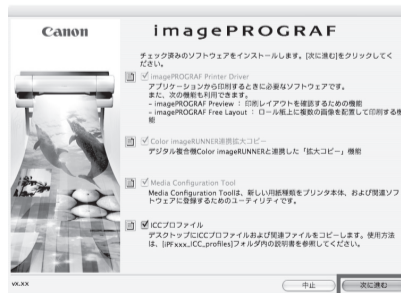 Canon
imagePROGRAF
チェック済みのソフトウェアをインストールします。[次に進む]をクリックしてく
ださい。
imagePROGRAF Printer Driver
アプリケーションから印刷するときに必要なソフトウェアです。
また、次の機能も利用できます。
– imagePROGRAF Preview ： 印刷レイアウトを確認するための機能
– imagePROGRAF Free Layout ： ロール紙上に複数の画像を配置して印刷する機
能
Color imageRUNNER連携拡大コピー
デジタル複合機Color imageRUNNERと連携した「拡大コピー」機能
Media Configuration Tool
Media Configuration Toolは、新しい用紙種類をプリンタ本体、および関連ソフ
トウェアに登録するためのユーティリティです。
ICCプロファイル
デスクトップにICCプロファイルおよび関連ファイルをコピーします。使用方法
は、[iPFxxx_ICC_profiles]フォルダ内の説明書を参照してください。
vx.xx
中止
次に進む